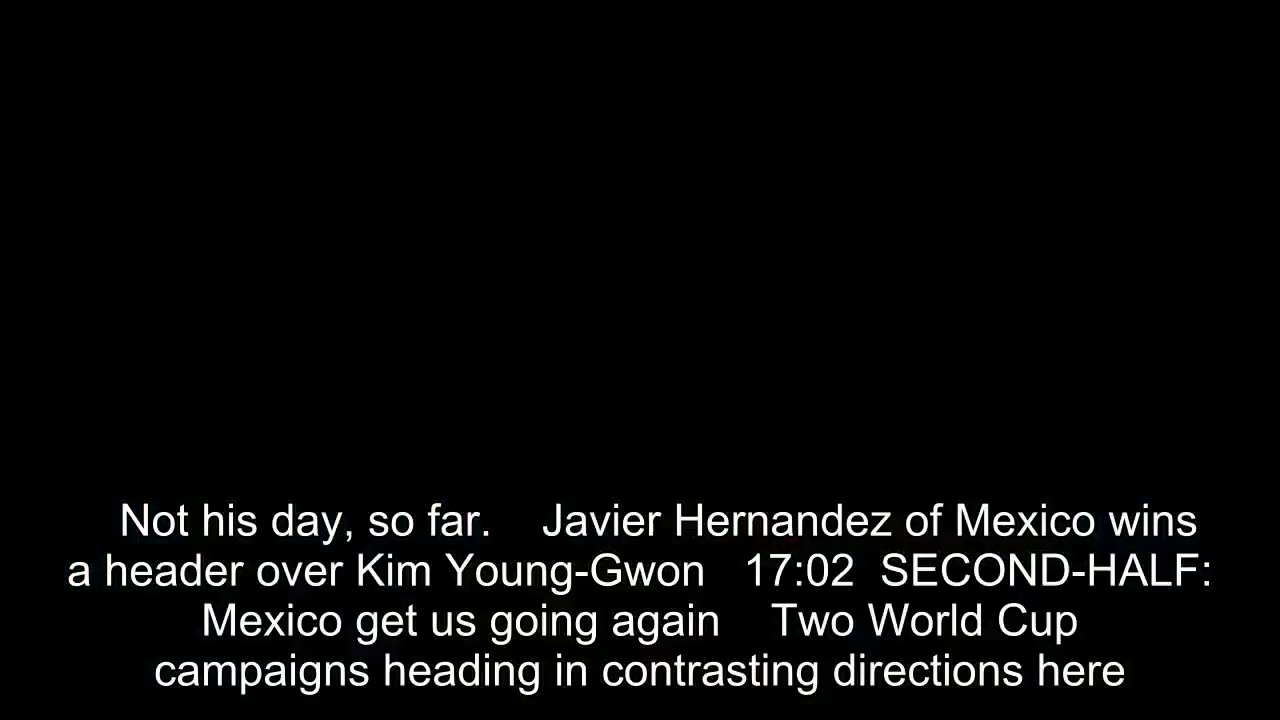 Not his day, so far.    Javier Hernandez of Mexico wins
a header over Kim Young-Gwon   17:02  SECOND-HALF:
Mexico get us going again    Two World Cup
campaigns heading in contrasting directions here